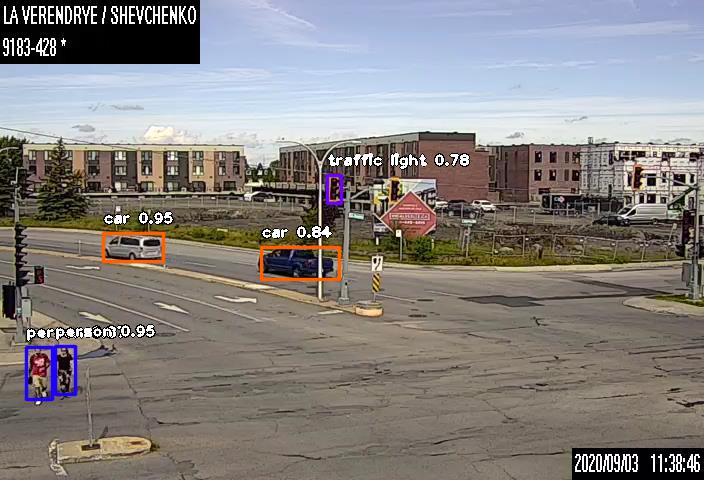 LA VERENDRYE / SHEVCHENKO
9183-428 *
traffic light 0.78
car 0.95
car 0.84
0.95
2020/09/03 11:38:46